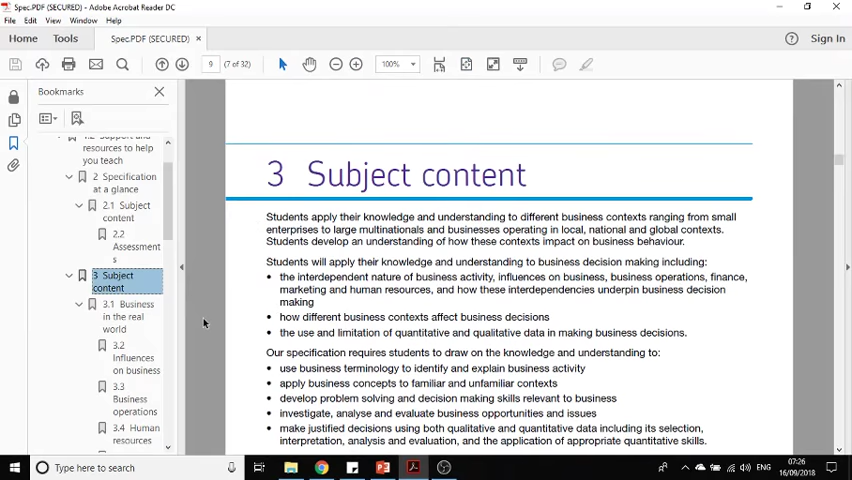 Spec.PDF (SECURED) - Adobe Acrobat Reader DC
File Edit View Window Help
Home Tools Spec.PDF (SECURED) × Sign In
9 (7 of 32) 100%
Bookmarks
1.2 Support and
resources to help
you teach
2 Specification
at a glance
2.1 Subject
content
2.2
Assessment
s
3 Subject
content
3.1 Business
in the real
world
3.2
Influences
on business
3.3
Business
operations
3.4 Human
resources
3 Subject content
Students apply their knowledge and understanding to different business contexts ranging from small
enterprises to large multinationals and businesses operating in local, national and global contexts.
Students develop an understanding of how these contexts impact on business behaviour.
Students will apply their knowledge and understanding to business decision making including:
• the interdependent nature of business activity, influences on business, business operations, finance,
marketing and human resources, and how these interdependencies underpin business decision
making
• how different business contexts affect business decisions
• the use and limitation of quantitative and qualitative data in making business decisions.
Our specification requires students to draw on the knowledge and understanding to:
• use business terminology to identify and explain business activity
• apply business concepts to familiar and unfamiliar contexts
• develop problem solving and decision making skills relevant to business
• investigate, analyse and evaluate business opportunities and issues
• make justified decisions using both qualitative and quantitative data including its selection,
interpretation, analysis and evaluation, and the application of appropriate quantitative skills.
Type here to search
ENG
07:26
16/09/2018